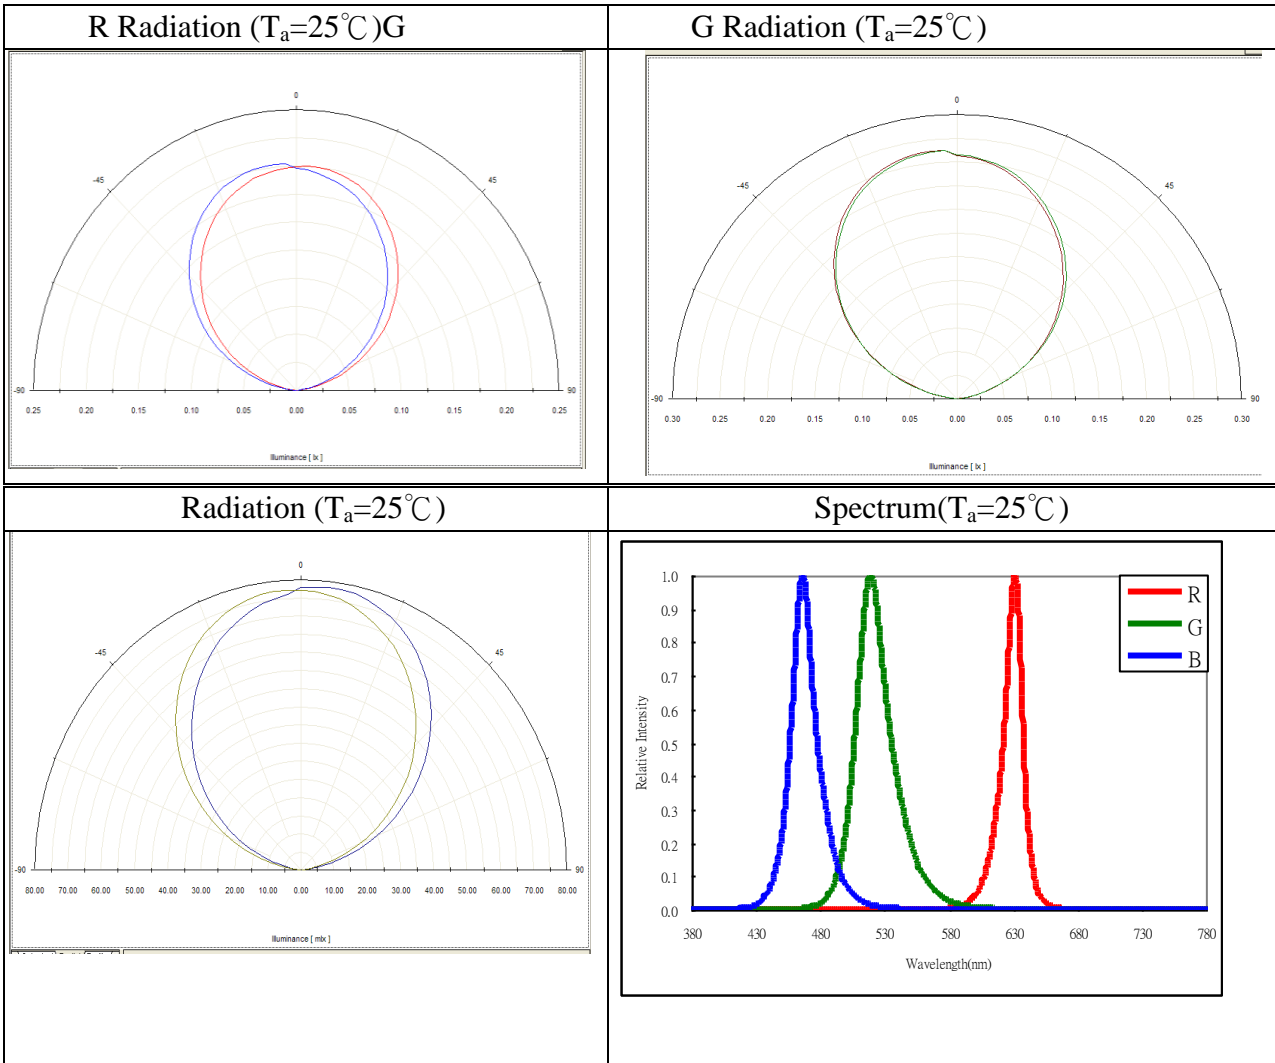 R Radiation (Ta=25℃)G
G Radiation (Ta=25℃)
0
-45
45
-90
90
0.25 0.20 0.15 0.10 0.05 0.00 0.05 0.10 0.15 0.20 0.25
Illuminance [ lx ]
0
-45
45
-90
90
0.30 0.25 0.20 0.15 0.10 0.05 0.00 0.05 0.10 0.15 0.20 0.25 0.30
Illuminance [ lx ]
Radiation (Ta=25℃)
Spectrum(Ta=25℃)
0
-45
45
-90
90
80.00 70.00 60.00 50.00 40.00 30.00 20.00 10.00 0.00 10.00 20.00 30.00 40.00 50.00 60.00 70.00 80.00
Illuminance [ mlx ]
1.0
0.9
0.8
0.7
0.6
0.5
0.4
0.3
0.2
0.1
0.0
Relative Intensity
R
G
B
380 430 480 530 580 630 680 730 780
Wavelength(nm)